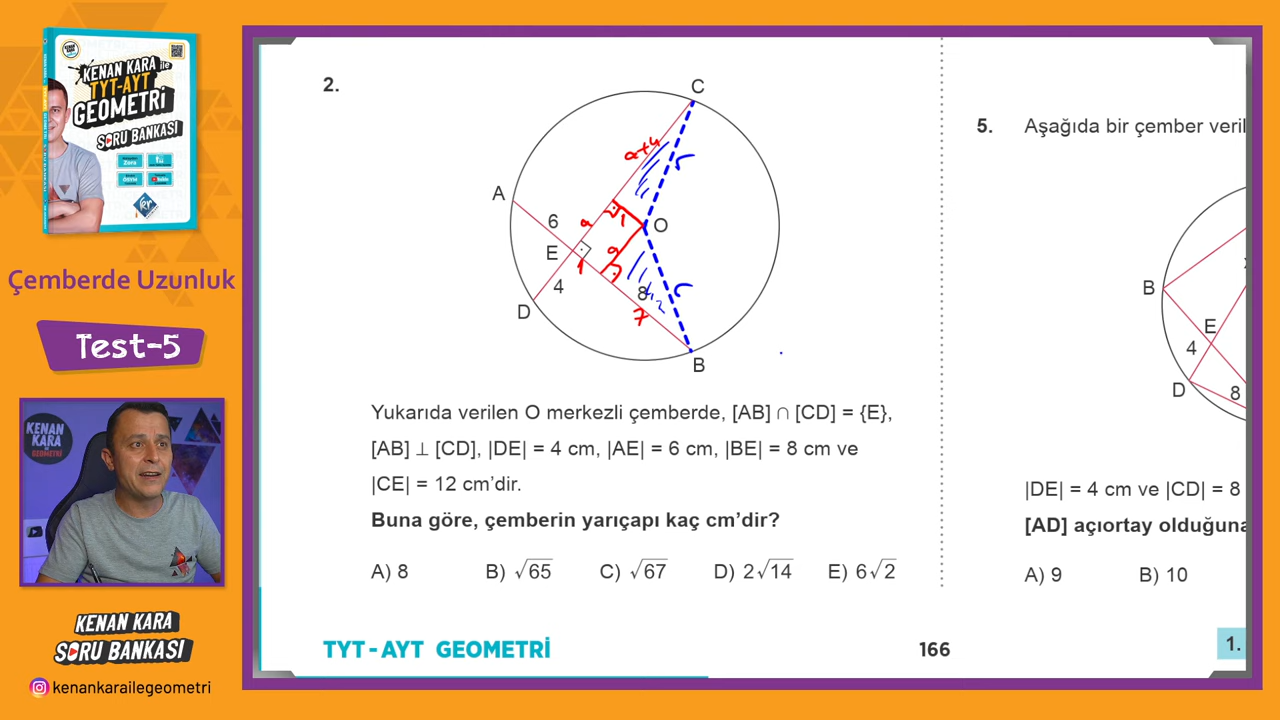 KENAN KARA ile
TYT-AYT
GEOMETRİ
SORU BANKASI
Çemberde Uzunluk
Test-5
KENAN
KARA
GEOMETRİ
KENAN KARA
SORU BANKASI
kenankarailegeometri
2.
C
a+4
r
A
6
a
1
O
E
a
1
4
8
r
D
7
B
Yukarıda verilen O merkezli çemberde, [AB] ∩ [CD] = {E},
[AB] ⊥ [CD], |DE| = 4 cm, |AE| = 6 cm, |BE| = 8 cm ve
|CE| = 12 cm’dir.
Buna göre, çemberin yarıçapı kaç cm’dir?
A) 8 B) √65 C) √67 D) 2√14 E) 6√2
TYT - AYT GEOMETRİ
166
5. Aşağıda bir çember veril
B
E
4
D
8
|DE| = 4 cm ve |CD| = 8
[AD] açıortay olduğuna
A) 9 B) 10
1.